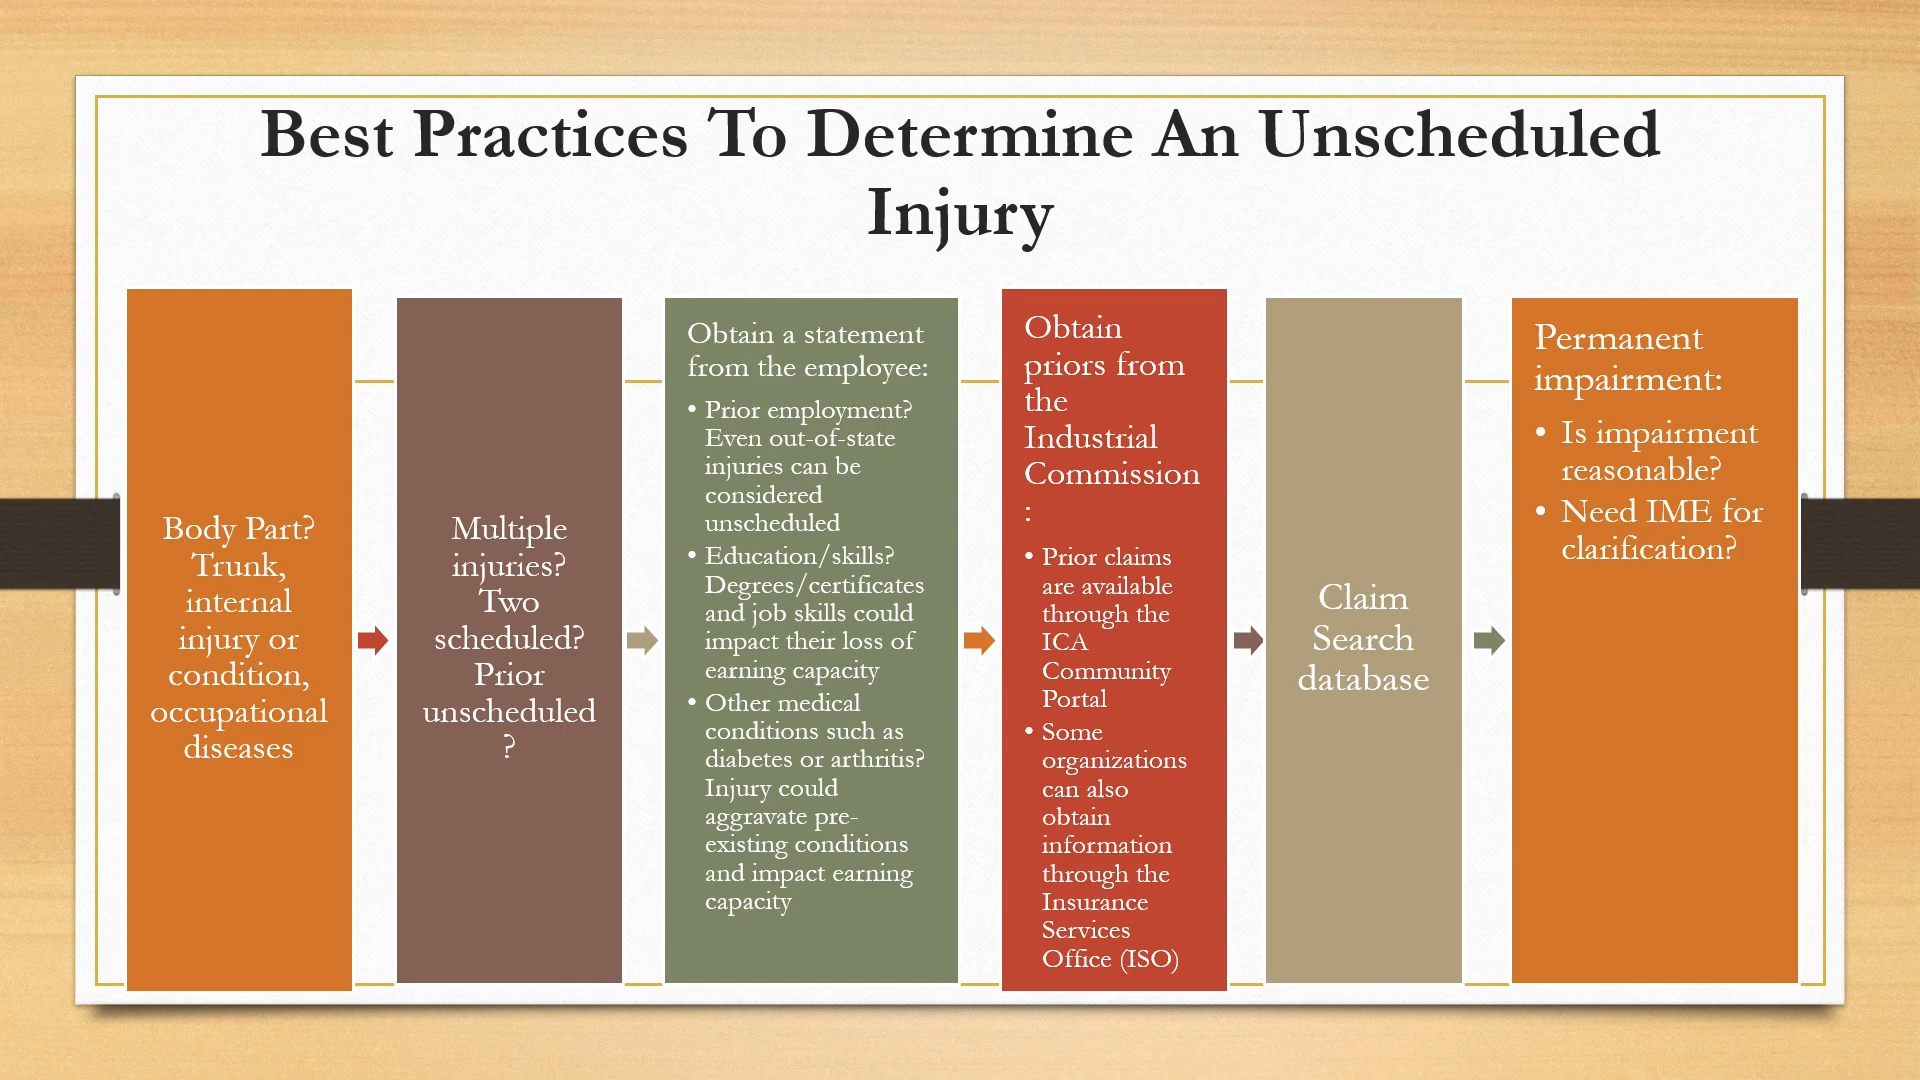 Best Practices To Determine An Unscheduled
Injury
Body Part?
Trunk,
internal
injury or
condition,
occupational
diseases
Multiple
injuries?
Two
scheduled?
Prior
unscheduled
?
Obtain a statement
from the employee:
• Prior employment?
Even out-of-state
injuries can be
considered
unscheduled
• Education/skills?
Degrees/certificates
and job skills could
impact their loss of
earning capacity
• Other medical
conditions such as
diabetes or arthritis?
Injury could
aggravate pre-
existing conditions
and impact earning
capacity
Obtain
priors from
the
Industrial
Commission
:
• Prior claims
are available
through the
ICA
Community
Portal
• Some
organizations
can also
obtain
information
through the
Insurance
Services
Office (ISO)
Claim
Search
database
Permanent
impairment:
• Is impairment
reasonable?
• Need IME for
clarification?